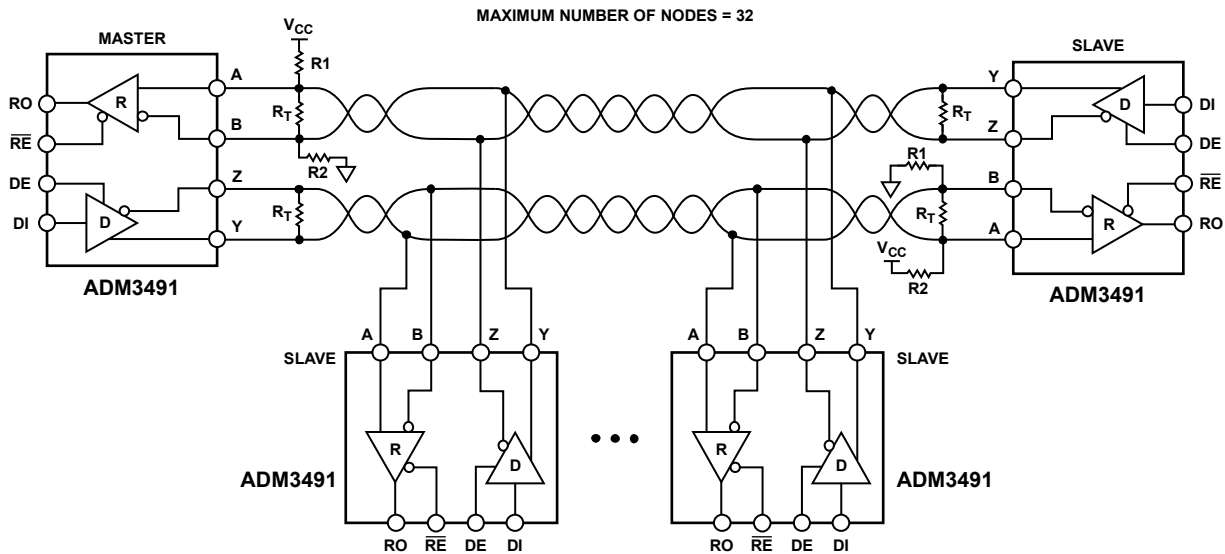 MAXIMUM NUMBER OF NODES = 32
MASTER
VCC
SLAVE
R1
A
Y
RO
R
RT
RT
D
DI
B
Z
RE
R2
DE
R1
DE
Z
B
RE
D
RT
RT
DI
R
RO
Y
VCC
A
R2
ADM3491
ADM3491
A B Z Y
A B Z Y
SLAVE
SLAVE
R
D
R
D
•••
ADM3491
ADM3491
RO RE DE DI
RO RE DE DI